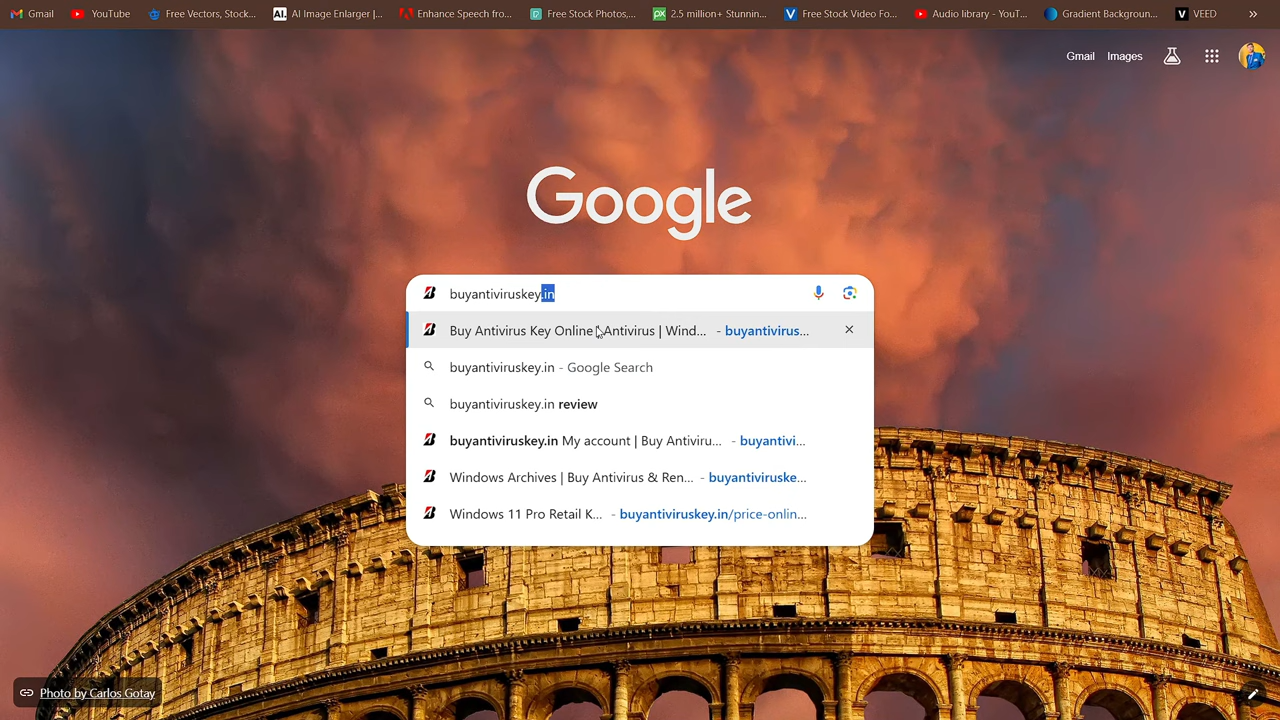 Gmail YouTube Free Vectors, Stock... AI. AI Image Enlarger |... Enhance Speech fro... Free Stock Photos,... px 2.5 million+ Stunnin... V Free Stock Video Fo... Audio library - YouT... Gradient Backgroun... V VEED »
Gmail Images
Google
buyantiviruskey.in
Buy Antivirus Key Online | Antivirus | Wind... - buyantivirus...
buyantiviruskey.in - Google Search
buyantiviruskey.in review
buyantiviruskey.in My account | Buy Antiviru... - buyantivi...
Windows Archives | Buy Antivirus & Ren... - buyantiviruske...
Windows 11 Pro Retail K... - buyantiviruskey.in/price-onlin...
Photo by Carlos Gotay